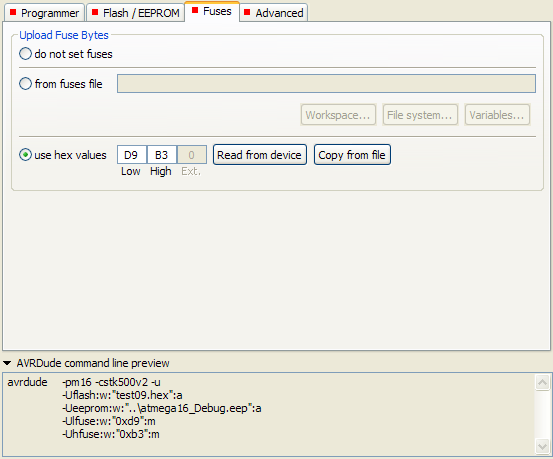 Programmer Flash / EEPROM Fuses Advanced
Upload Fuse Bytes
do not set fuses
from fuses file
Workspace... File system... Variables...
use hex values D9 B3 0 Read from device Copy from file
Low High Ext.
AVRDude command line preview
avrdude -pm16 -cstk500v2 -u
-Uflash:w:"test09.hex":a
-Ueeprom:w:"..\atmega16_Debug.eep":a
-Ulfuse:w:"0xd9":m
-Uhfuse:w:"0xb3":m